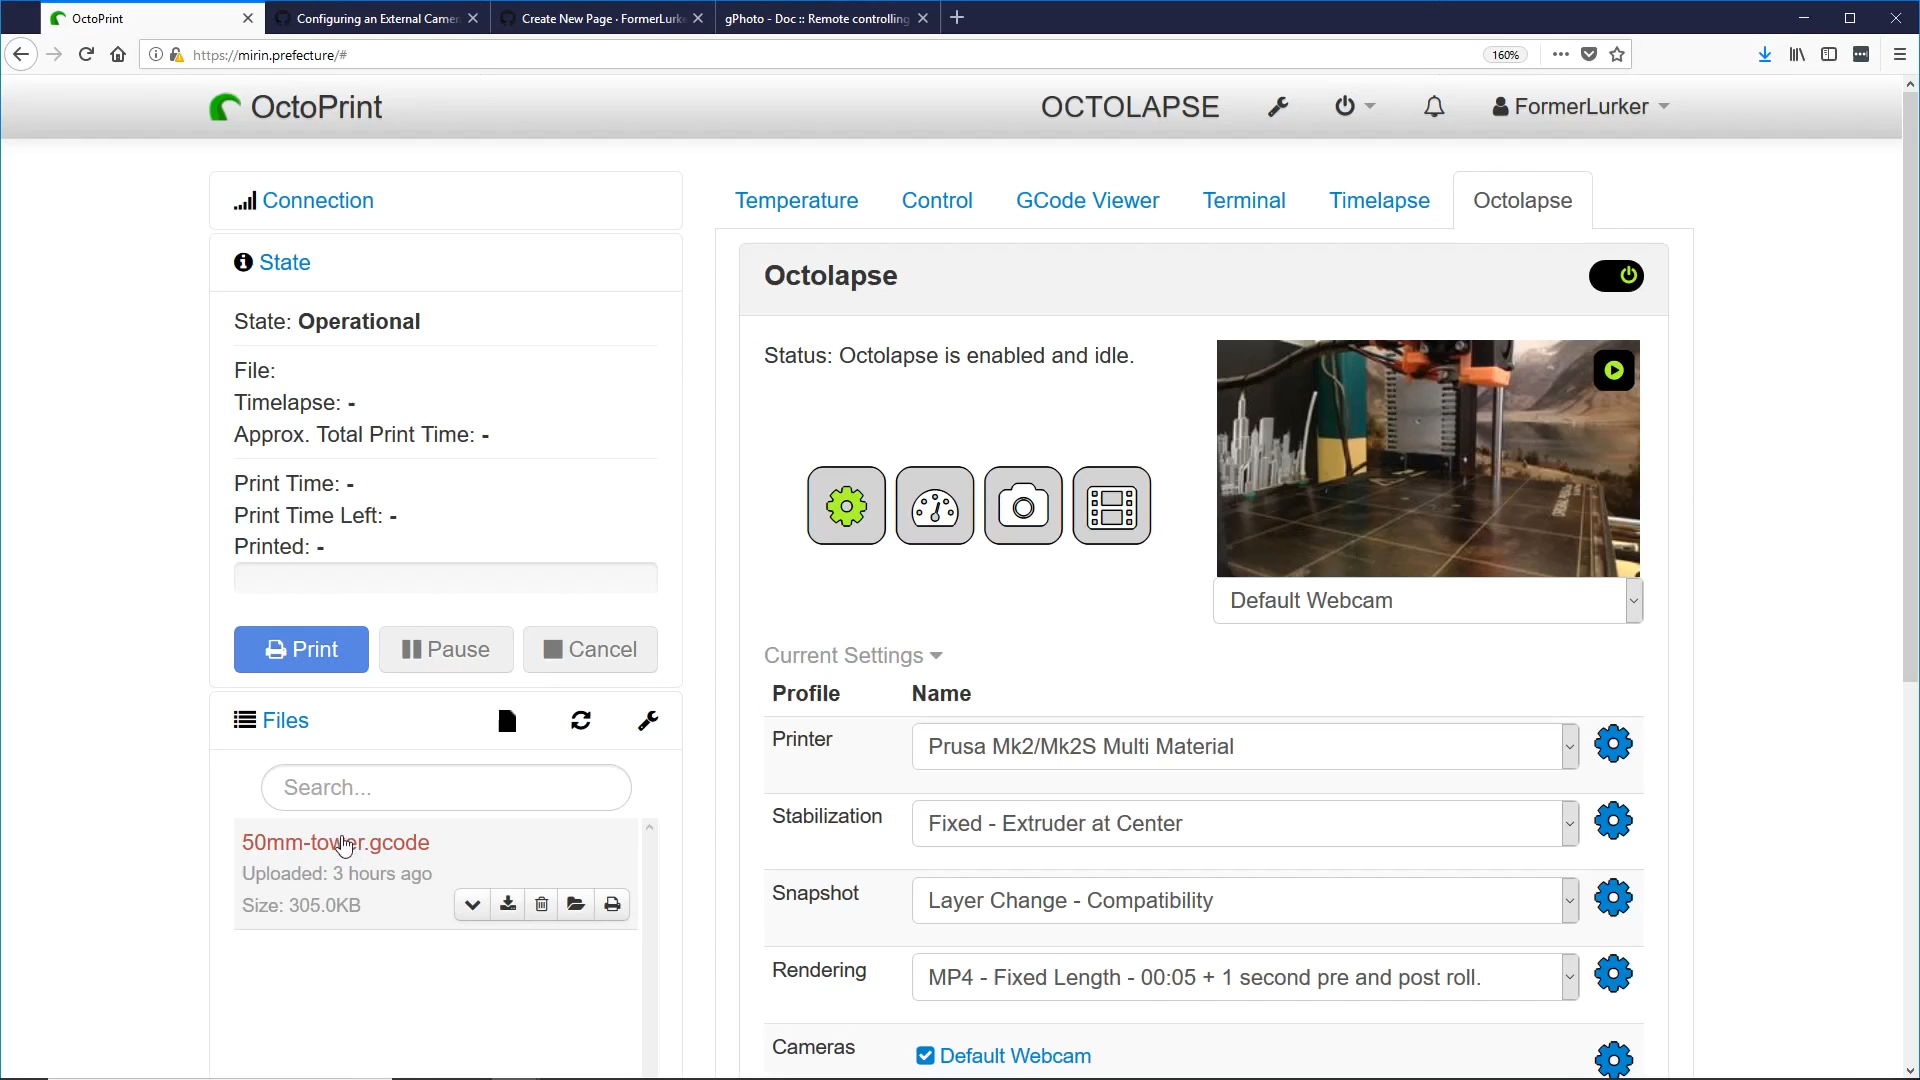 OctoPrint
Configuring an External Camer
Create New Page · FormerLurke
gPhoto - Doc :: Remote controlling
https://mirin.prefecture/#
160%
OctoPrint
OCTOLAPSE
FormerLurker
Connection
State
State: Operational
File:
Timelapse: -
Approx. Total Print Time: -
Print Time: -
Print Time Left: -
Printed: -
Print
Pause
Cancel
Files
Search...
50mm-tower.gcode
Uploaded: 3 hours ago
Size: 305.0KB
Temperature
Control
GCode Viewer
Terminal
Timelapse
Octolapse
Octolapse
Status: Octolapse is enabled and idle.
Default Webcam
Current Settings
Profile
Name
Printer
Prusa Mk2/Mk2S Multi Material
Stabilization
Fixed - Extruder at Center
Snapshot
Layer Change - Compatibility
Rendering
MP4 - Fixed Length - 00:05 + 1 second pre and post roll.
Cameras
Default Webcam